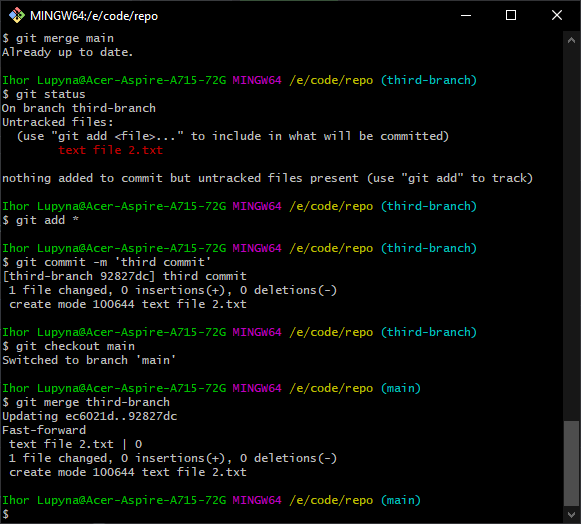 MINGW64:/e/code/repo
$ git merge main
Already up to date.
Ihor Lupyna@Acer-Aspire-A715-72G MINGW64 /e/code/repo (third-branch)
$ git status
On branch third-branch
Untracked files:
  (use "git add <file>..." to include in what will be committed)
        text file 2.txt
nothing added to commit but untracked files present (use "git add" to track)
Ihor Lupyna@Acer-Aspire-A715-72G MINGW64 /e/code/repo (third-branch)
$ git add *
Ihor Lupyna@Acer-Aspire-A715-72G MINGW64 /e/code/repo (third-branch)
$ git commit -m 'third commit'
[third-branch 92827dc] third commit
 1 file changed, 0 insertions(+), 0 deletions(-)
 create mode 100644 text file 2.txt
Ihor Lupyna@Acer-Aspire-A715-72G MINGW64 /e/code/repo (third-branch)
$ git checkout main
Switched to branch 'main'
Ihor Lupyna@Acer-Aspire-A715-72G MINGW64 /e/code/repo (main)
$ git merge third-branch
Updating ec6021d..92827dc
Fast-forward
 text file 2.txt | 0
 1 file changed, 0 insertions(+), 0 deletions(-)
 create mode 100644 text file 2.txt
Ihor Lupyna@Acer-Aspire-A715-72G MINGW64 /e/code/repo (main)
$